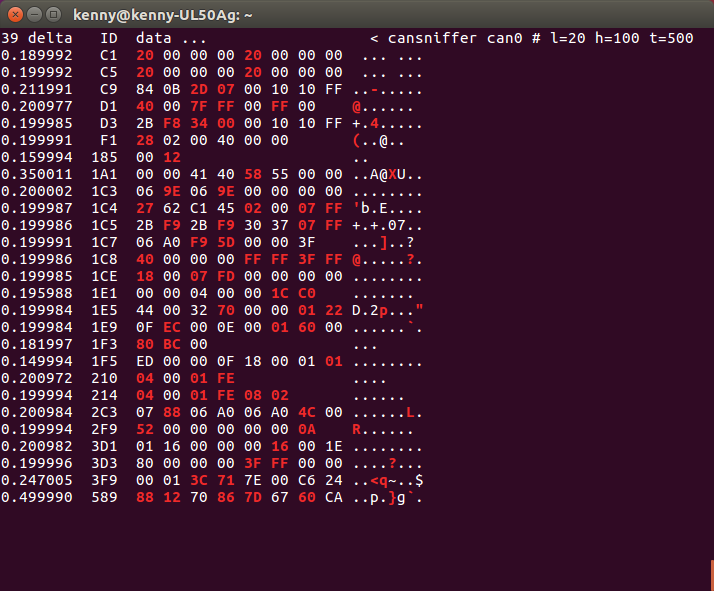 kenny@kenny-UL50Ag: ~
39 delta   ID  data ...                  < cansniffer can0 # l=20 h=100 t=500
0.189992   C1  20 00 00 00 20 00 00 00  ... ...
0.199992   C5  20 00 00 00 20 00 00 00  ... ...
0.211991   C9  84 0B 2D 07 00 10 10 FF ..-.....
0.200977   D1  40 00 7F FF 00 FF 00    @......
0.199985   D3  2B F8 34 00 00 10 10 FF +.4.....
0.199991   F1  28 02 00 40 00 00       (..@..
0.159994  185  00 12                   ..
0.350011  1A1  00 00 41 40 58 55 00 00 ..A@XU..
0.200002  1C3  06 9E 06 9E 00 00 00 00 ........
0.199987  1C4  27 62 C1 45 02 00 07 FF 'b.E....
0.199986  1C5  2B F9 2B F9 30 37 07 FF +.+.07..
0.199991  1C7  06 A0 F9 5D 00 00 3F    ...]..?
0.199986  1C8  40 00 00 00 FF FF 3F FF @.....?.
0.199985  1CE  18 00 07 FD 00 00 00 00 ........
0.195988  1E1  00 00 04 00 00 1C C0    .......
0.199984  1E5  44 00 32 70 00 00 01 22 D.2p..."
0.199984  1E9  0F EC 00 0E 00 01 60 00 ......`.
0.181997  1F3  80 BC 00                ...
0.149994  1F5  ED 00 00 0F 18 00 01 01 ........
0.200972  210  04 00 01 FE             ....
0.199994  214  04 00 01 FE 08 02       ......
0.200984  2C3  07 88 06 A0 06 A0 4C 00 ......L.
0.199994  2F9  52 00 00 00 00 00 0A    R......
0.200982  3D1  01 16 00 00 00 16 00 1E ........
0.199996  3D3  80 00 00 00 3F FF 00 00 ....?...
0.247005  3F9  00 01 3C 71 7E 00 C6 24 ..<q~..$
0.499990  589  88 12 70 86 7D 67 60 CA ..p.}g`.